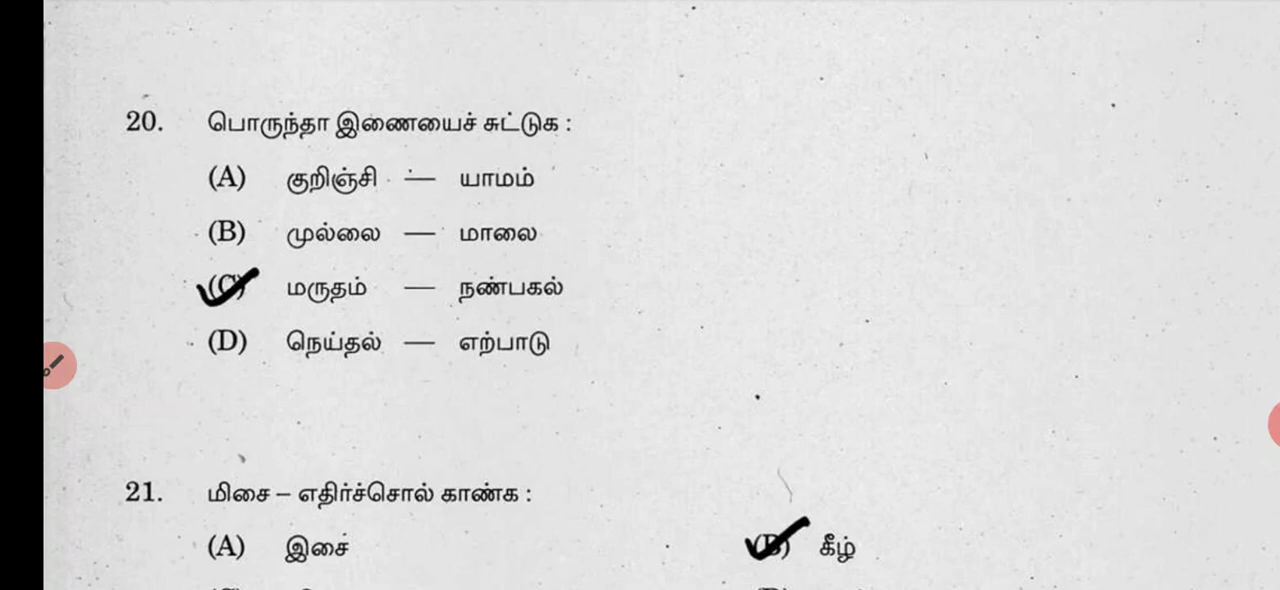 20. பொருந்தா இணையைச் சுட்டுக :
(A) குறிஞ்சி — யாமம்
(B) முல்லை — மாலை
(C) மருதம் — நண்பகல்
(D) நெய்தல் — எற்பாடு
21. மிசை – எதிர்ச்சொல் காண்க :
(A) இசை (B) கீழ்